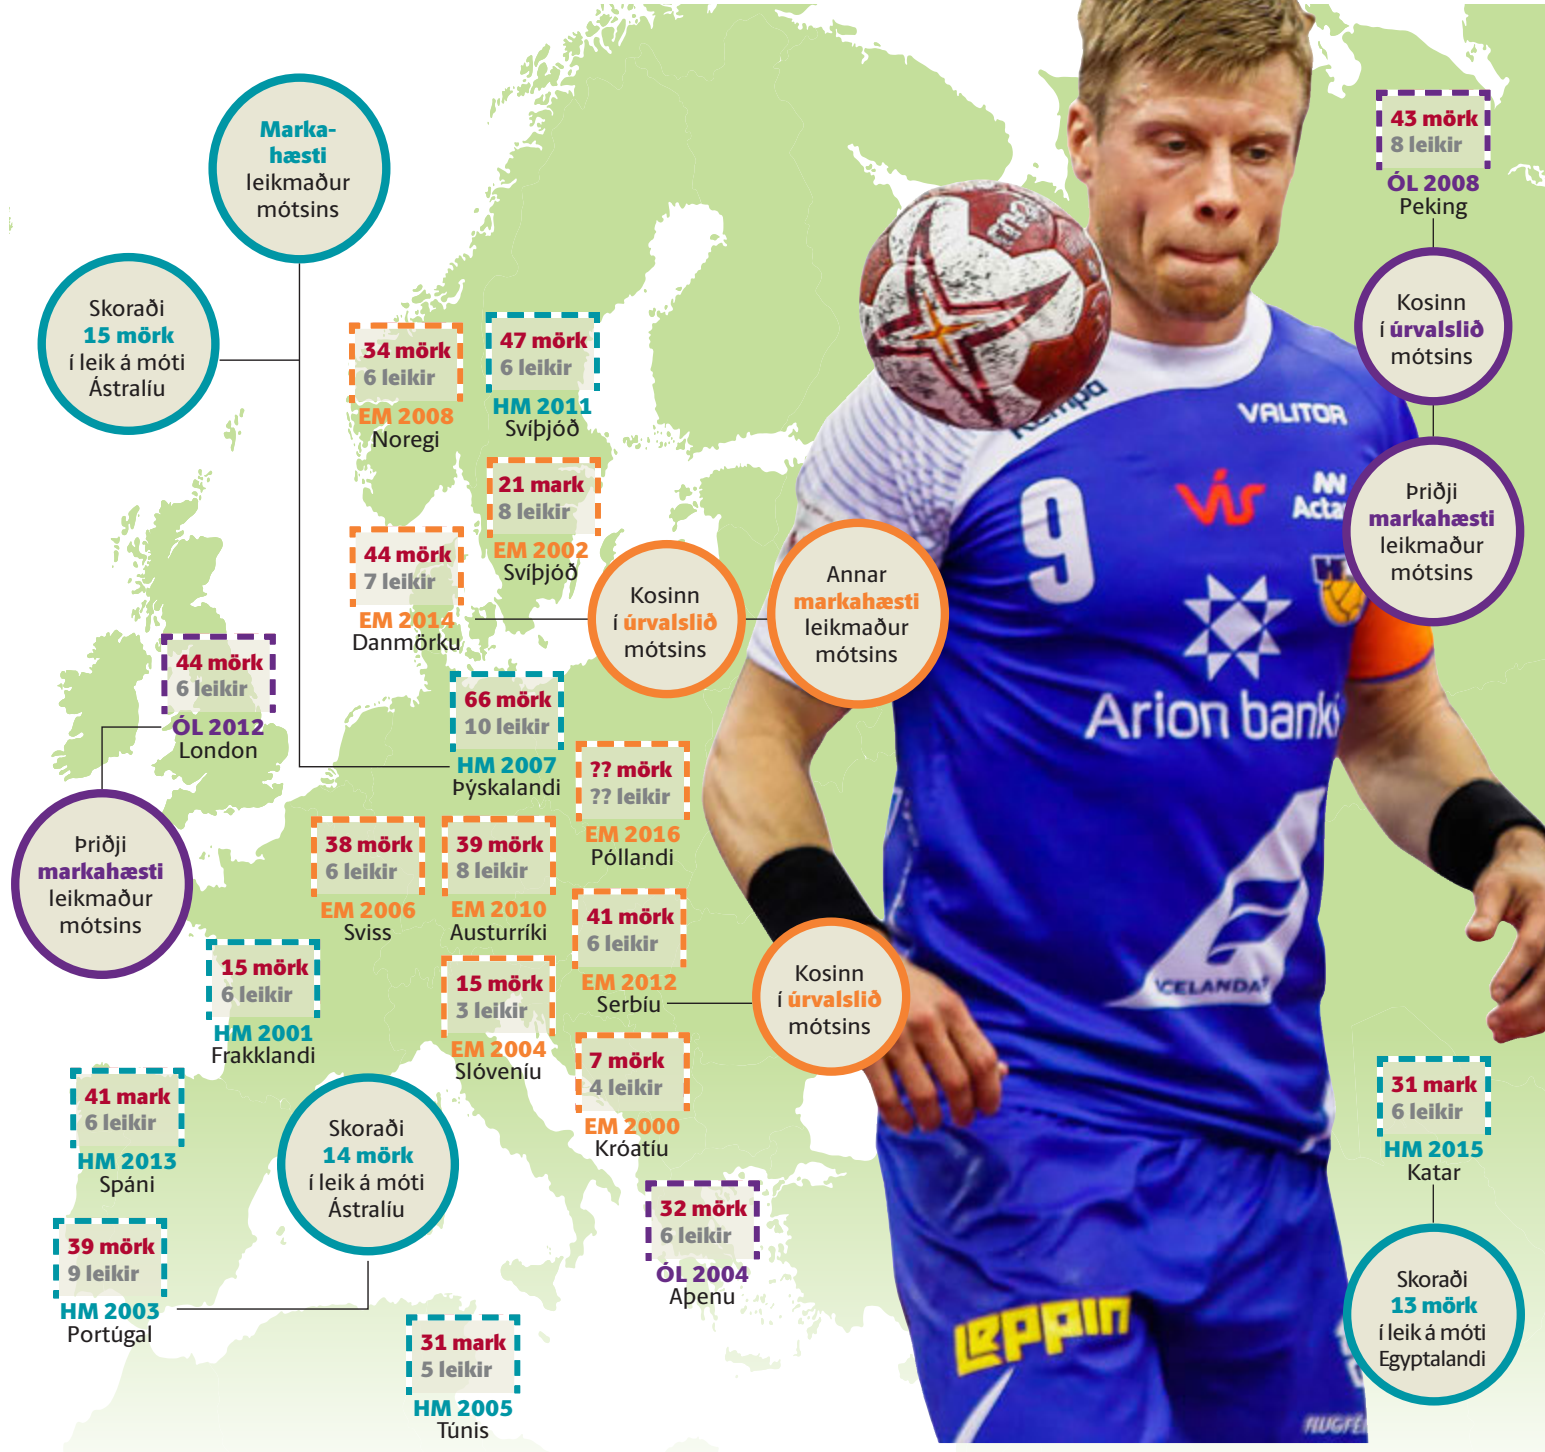 Marka-
hæsti
leikmaður
mótsins
Skoraði
15 mörk
í leik á móti
Ástralíu
34 mörk
6 leikir
EM 2008
Noregi
47 mörk
6 leikir
HM 2011
Svíþjóð
21 mark
8 leikir
EM 2002
Svíþjóð
44 mörk
7 leikir
EM 2014
Danmörku
Kosinn
í úrvalslið
mótsins
Annar
markahæsti
leikmaður
mótsins
43 mörk
8 leikir
ÓL 2008
Peking
Kosinn
í úrvalslið
mótsins
Þriðji
markahæsti
leikmaður
mótsins
44 mörk
6 leikir
ÓL 2012
London
Þriðji
markahæsti
leikmaður
mótsins
66 mörk
10 leikir
HM 2007
Þýskalandi
?? mörk
?? leikir
EM 2016
Póllandi
38 mörk
6 leikir
EM 2006
Sviss
39 mörk
8 leikir
EM 2010
Austurríki
41 mörk
6 leikir
EM 2012
Serbíu
Kosinn
í úrvalslið
mótsins
15 mörk
6 leikir
HM 2001
Frakklandi
15 mörk
3 leikir
EM 2004
Slóveníu
7 mörk
4 leikir
EM 2000
Króatíu
41 mark
6 leikir
HM 2013
Spáni
Skoraði
14 mörk
í leik á móti
Ástralíu
39 mörk
9 leikir
HM 2003
Portúgal
31 mark
5 leikir
HM 2005
Túnis
32 mörk
6 leikir
ÓL 2004
Aþenu
31 mark
6 leikir
HM 2015
Katar
Skoraði
13 mörk
í leik á móti
Egyptalandi
Kempa
VALITOR
VÍS
9
Arion banki
ICELANDA
LEPPIN